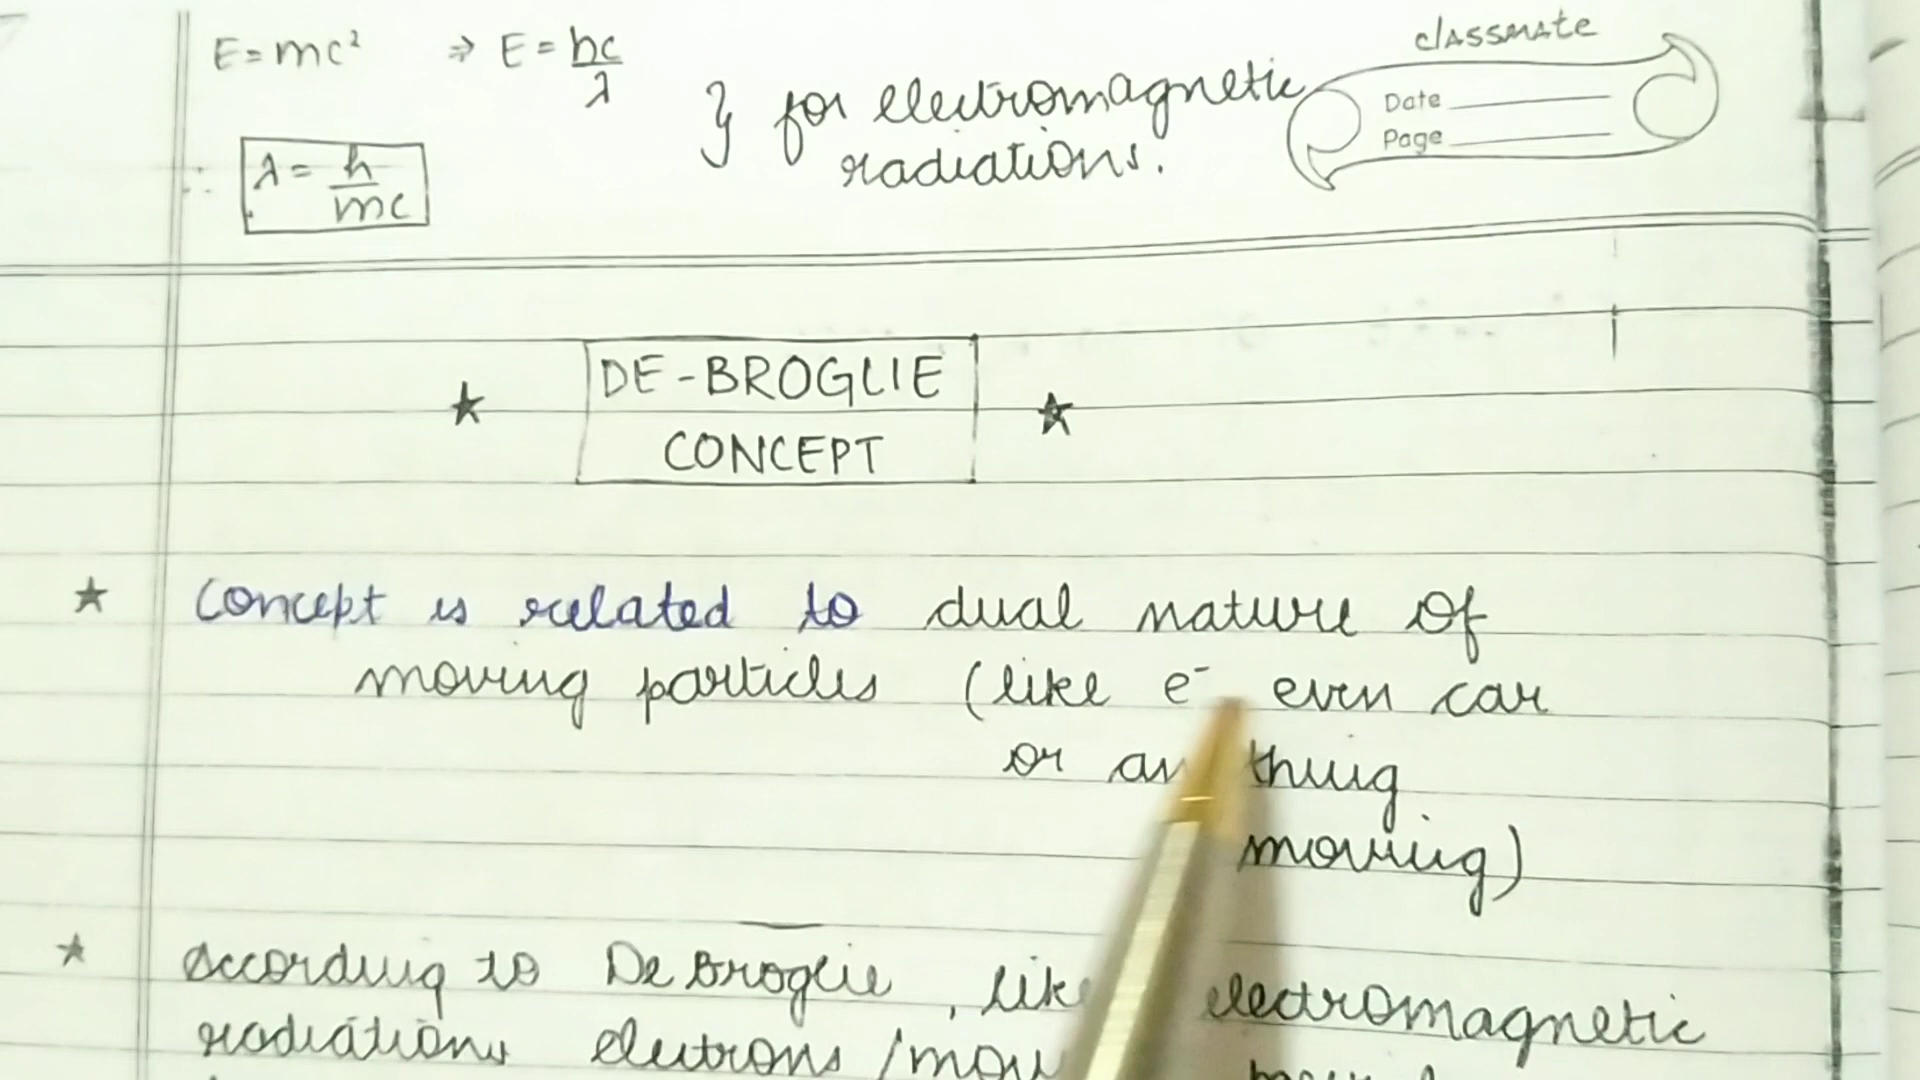 classmate
E = mc² ⇒ E = hc/λ
} for electromagnetic
radiations.
Date
Page
∴ λ = h/mc
DE-BROGLIE
CONCEPT
★ Concept is related to dual nature of
moving particles (like e⁻ even car
or thing
moving)
★ According to De Broglie, electromagnetic
radiations electrons /